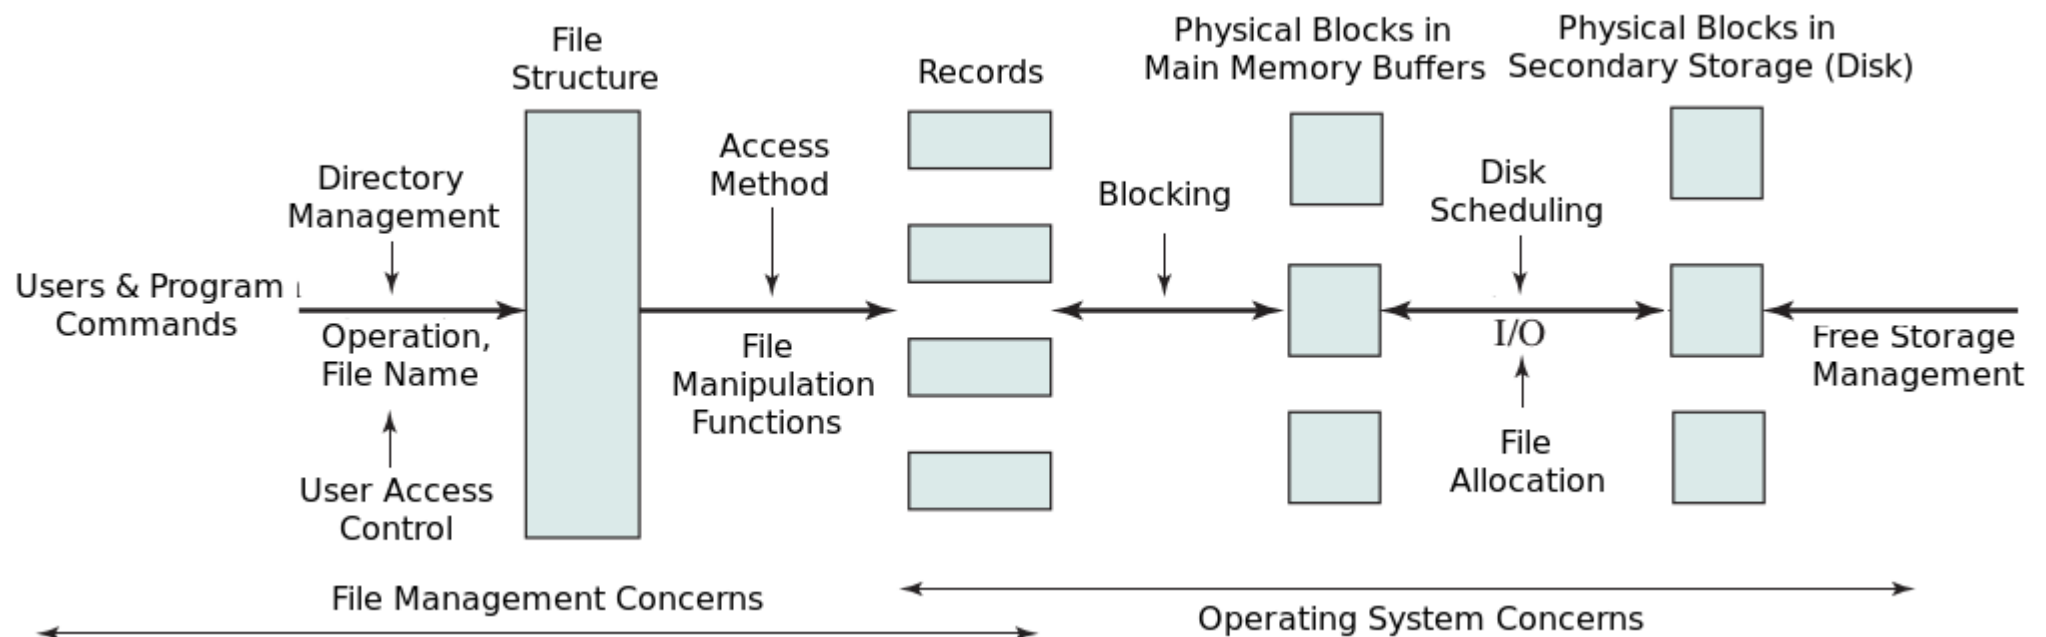 File
Structure
Records
Physical Blocks in
Main Memory Buffers
Physical Blocks in
Secondary Storage (Disk)
Directory
Management
Access
Method
Blocking
Disk
Scheduling
Users & Program
Commands
Operation,
File Name
File
Manipulation
Functions
I/O
Free Storage
Management
User Access
Control
File
Allocation
File Management Concerns
Operating System Concerns